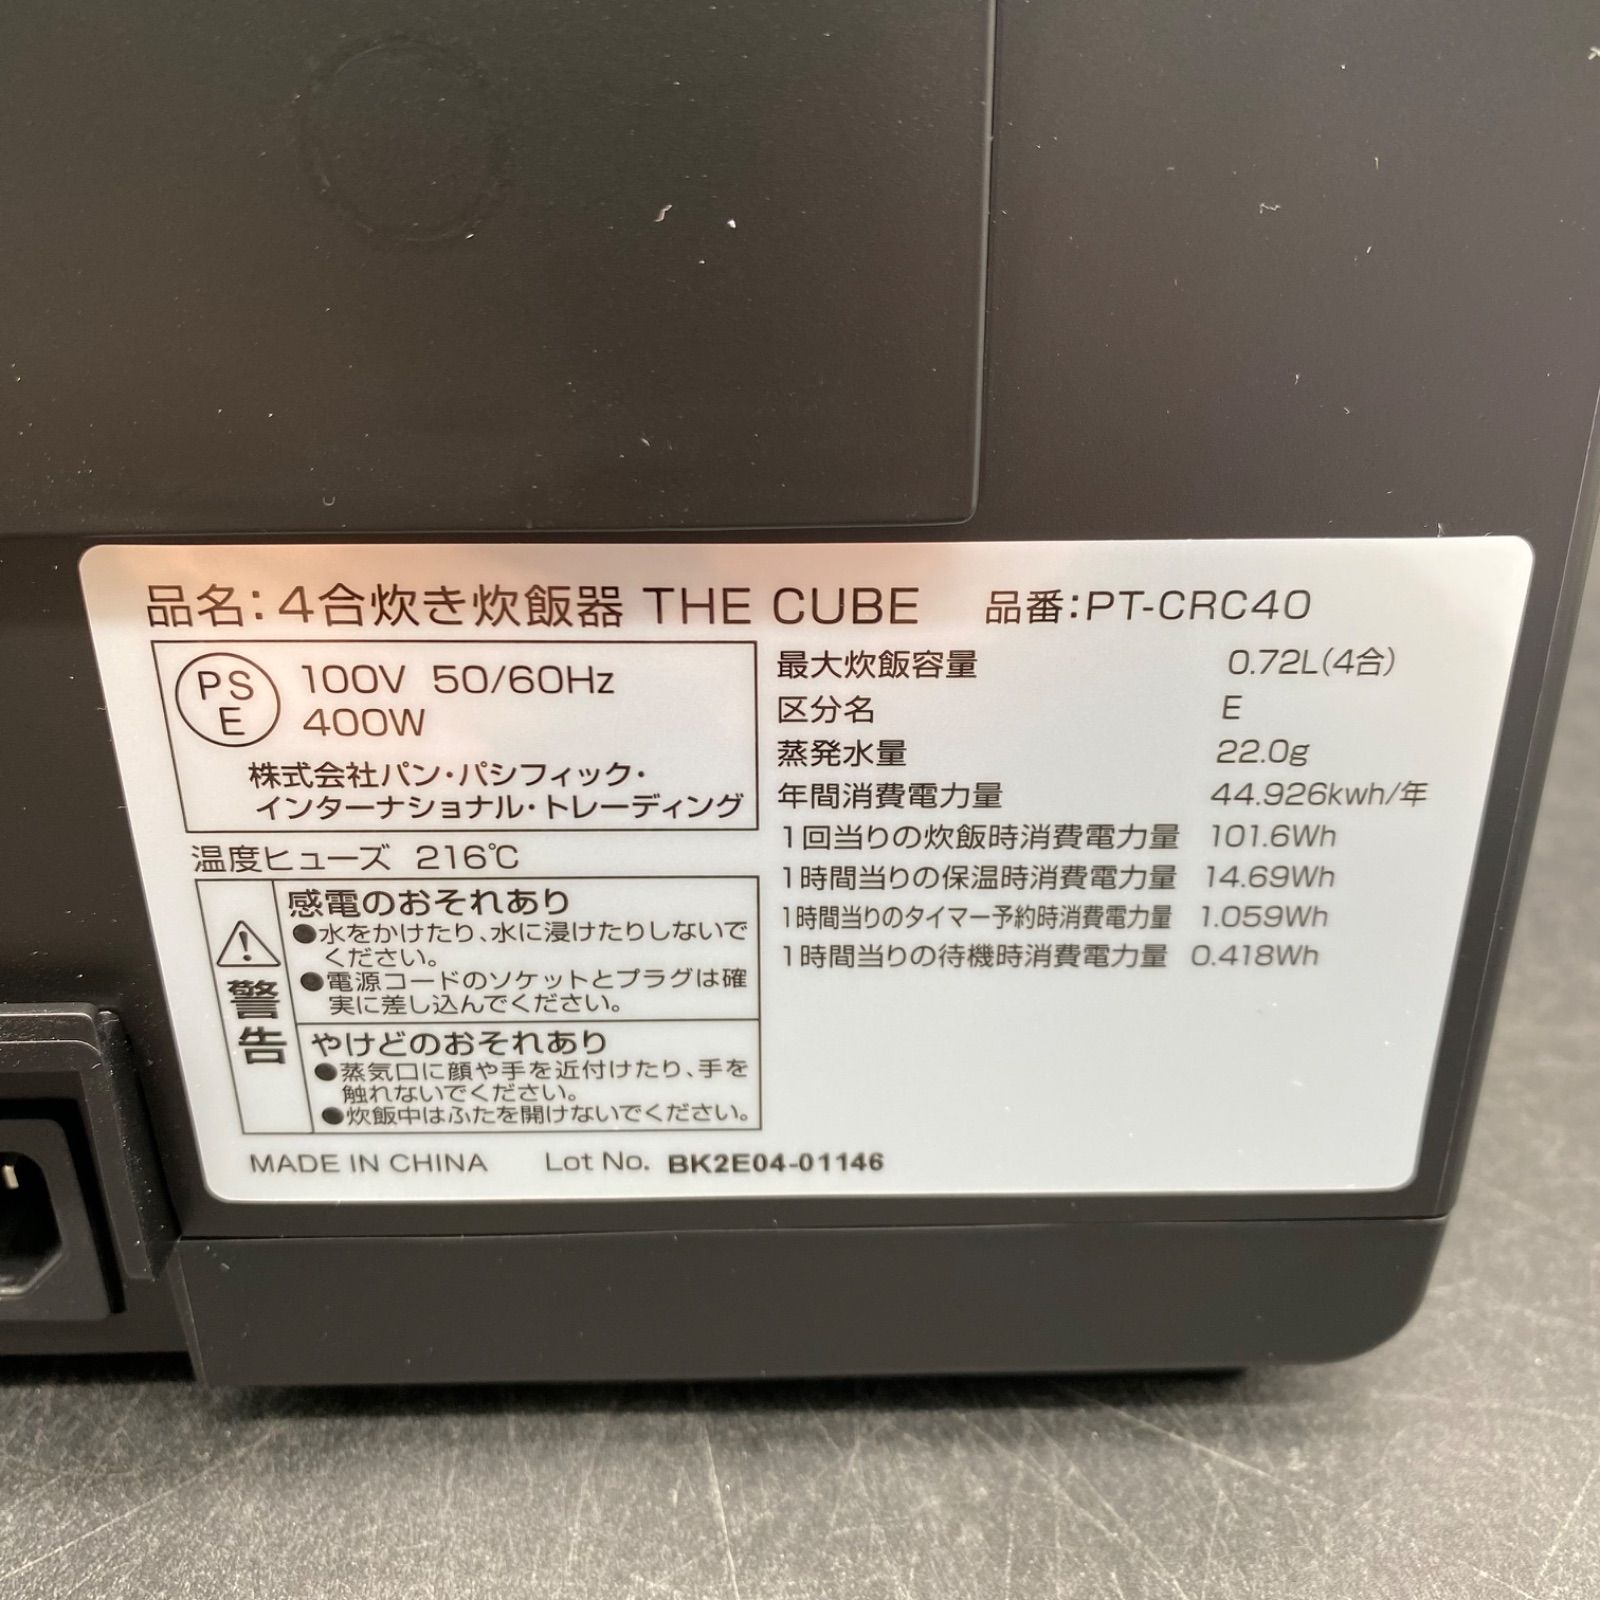 品名：4合炊き炊飯器 THE CUBE 品番：PT-CRC40
PS
E
100V 50/60Hz
400W
株式会社パン・パシフィック・
インターナショナル・トレーディング
温度ヒューズ 216℃
警告
感電のおそれあり
●水をかけたり、水に浸けたりしないで
ください。
●電源コードのソケットとプラグは確
実に差し込んでください。
やけどのおそれあり
●蒸気口に顔や手を近付けたり、手を
触れないでください。
●炊飯中はふたを開けないでください。
最大炊飯容量 0.72L(4合)
区分名 E
蒸発水量 22.0g
年間消費電力量 44.926kwh/年
1回当りの炊飯時消費電力量 101.6Wh
1時間当りの保温時消費電力量 14.69Wh
1時間当りのタイマー予約時消費電力量 1.059Wh
1時間当りの待機時消費電力量 0.418Wh
MADE IN CHINA Lot No. BK2E04-01146